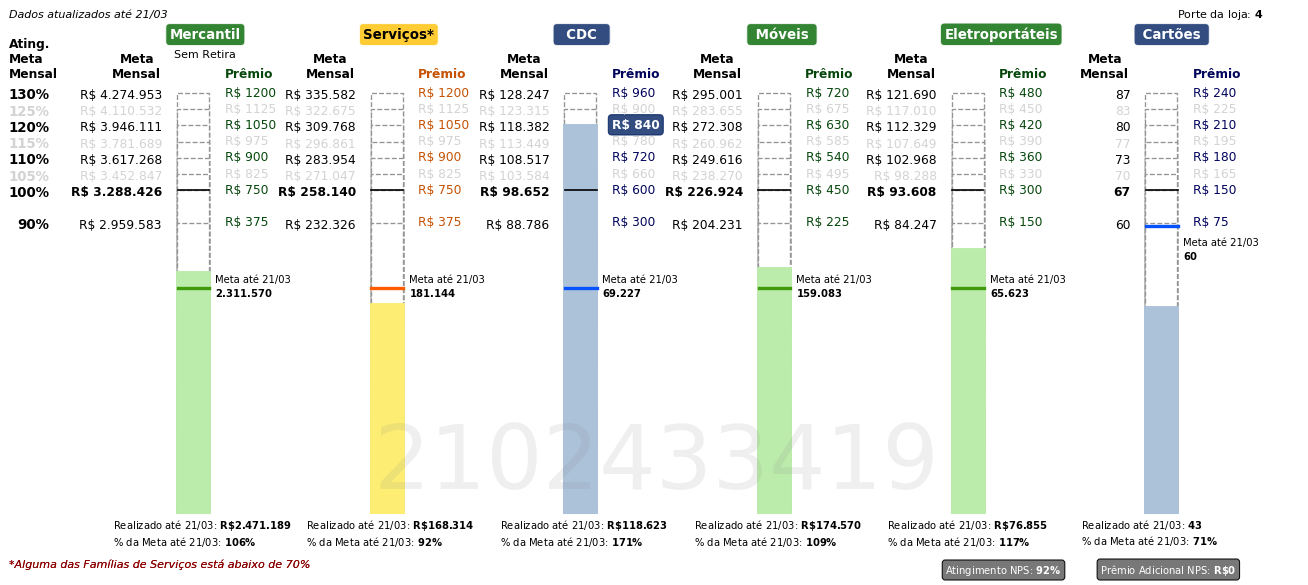 Dados atualizados até 21/03
Porte da loja: 4
Mercantil Serviços* CDC Móveis Eletroportáteis Cartões
Sem Retira
Ating. Meta Mensal
Meta Mensal Prêmio Meta Mensal Prêmio Meta Mensal Prêmio Meta Mensal Prêmio Meta Mensal Prêmio Meta Mensal Prêmio
130% R$ 4.274.953 R$ 1200 R$ 335.582 R$ 1200 R$ 128.247 R$ 960 R$ 295.001 R$ 720 R$ 121.690 R$ 480 87 R$ 240
125% R$ 4.110.532 R$ 1125 R$ 322.675 R$ 1125 R$ 123.315 R$ 900 R$ 283.655 R$ 675 R$ 117.010 R$ 450 83 R$ 225
120% R$ 3.946.111 R$ 1050 R$ 309.768 R$ 1050 R$ 118.382 R$ 840 R$ 272.308 R$ 630 R$ 112.329 R$ 420 80 R$ 210
115% R$ 3.781.689 R$ 975 R$ 296.861 R$ 975 R$ 113.449 R$ 780 R$ 260.962 R$ 585 R$ 107.649 R$ 390 77 R$ 195
110% R$ 3.617.268 R$ 900 R$ 283.954 R$ 900 R$ 108.517 R$ 720 R$ 249.616 R$ 540 R$ 102.968 R$ 360 73 R$ 180
105% R$ 3.452.847 R$ 825 R$ 271.047 R$ 825 R$ 103.584 R$ 660 R$ 238.270 R$ 495 R$ 98.288 R$ 330 70 R$ 165
100% R$ 3.288.426 R$ 750 R$ 258.140 R$ 750 R$ 98.652 R$ 600 R$ 226.924 R$ 450 R$ 93.608 R$ 300 67 R$ 150
90% R$ 2.959.583 R$ 375 R$ 232.326 R$ 375 R$ 88.786 R$ 300 R$ 204.231 R$ 225 R$ 84.247 R$ 150 60 R$ 75
Meta até 21/03
60
Meta até 21/03 Meta até 21/03 Meta até 21/03 Meta até 21/03 Meta até 21/03
2.311.570 181.144 69.227 159.083 65.623
2102433419
Realizado até 21/03: R$2.471.189 Realizado até 21/03: R$168.314 Realizado até 21/03: R$118.623 Realizado até 21/03: R$174.570 Realizado até 21/03: R$76.855 Realizado até 21/03: 43
% da Meta até 21/03: 106% % da Meta até 21/03: 92% % da Meta até 21/03: 171% % da Meta até 21/03: 109% % da Meta até 21/03: 117% % da Meta até 21/03: 71%
*Alguma das Famílias de Serviços está abaixo de 70%
Atingimento NPS: 92% Prêmio Adicional NPS: R$0